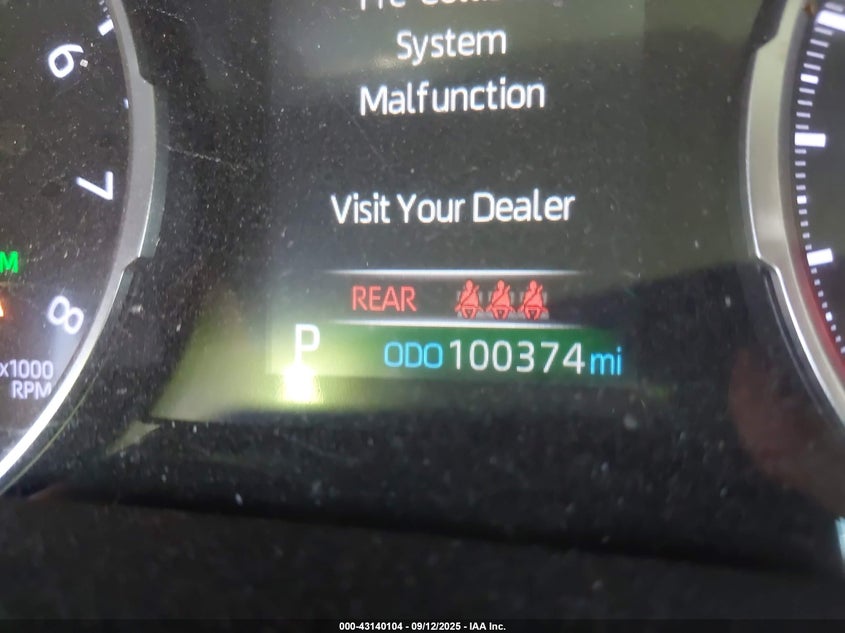 System
Malfunction
Visit Your Dealer
REAR
P
ODO 100374 mi
6
7
8
x1000
RPM
M
000-43140104 - 09/12/2025 - IAA Inc.